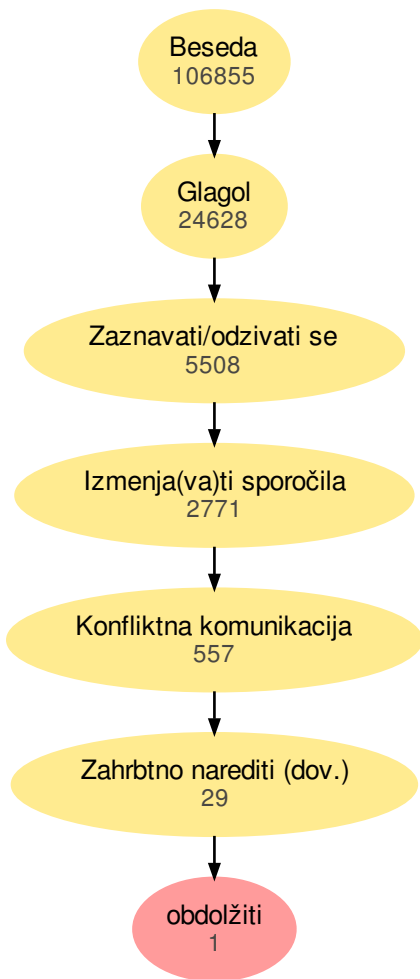 Beseda
106855
Glagol
24628
Zaznavati/odzivati se
5508
Izmenja(va)ti sporočila
2771
Konfliktna komunikacija
557
Zahrbtno narediti (dov.)
29
obdolžiti
1